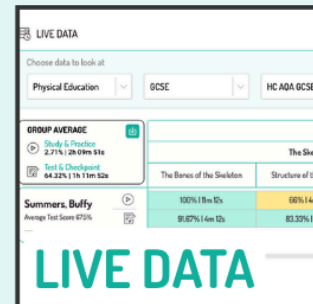 LIVE DATA
Choose data to look at
Physical Education GCSE HC AQA GCSE
GROUP AVERAGE
Study & Practice
2.71% | 2h 09m 51s
The Ske
Test & Checkpoint
64.32% | 1h 11m 52s
The Bones of the Skeleton Structure of t
Summers, Buffy 100% | 11m 12s 66% | 4
Average Test Score 67.5% 91.67% | 4m 12s 83.33% |
LIVE DATA